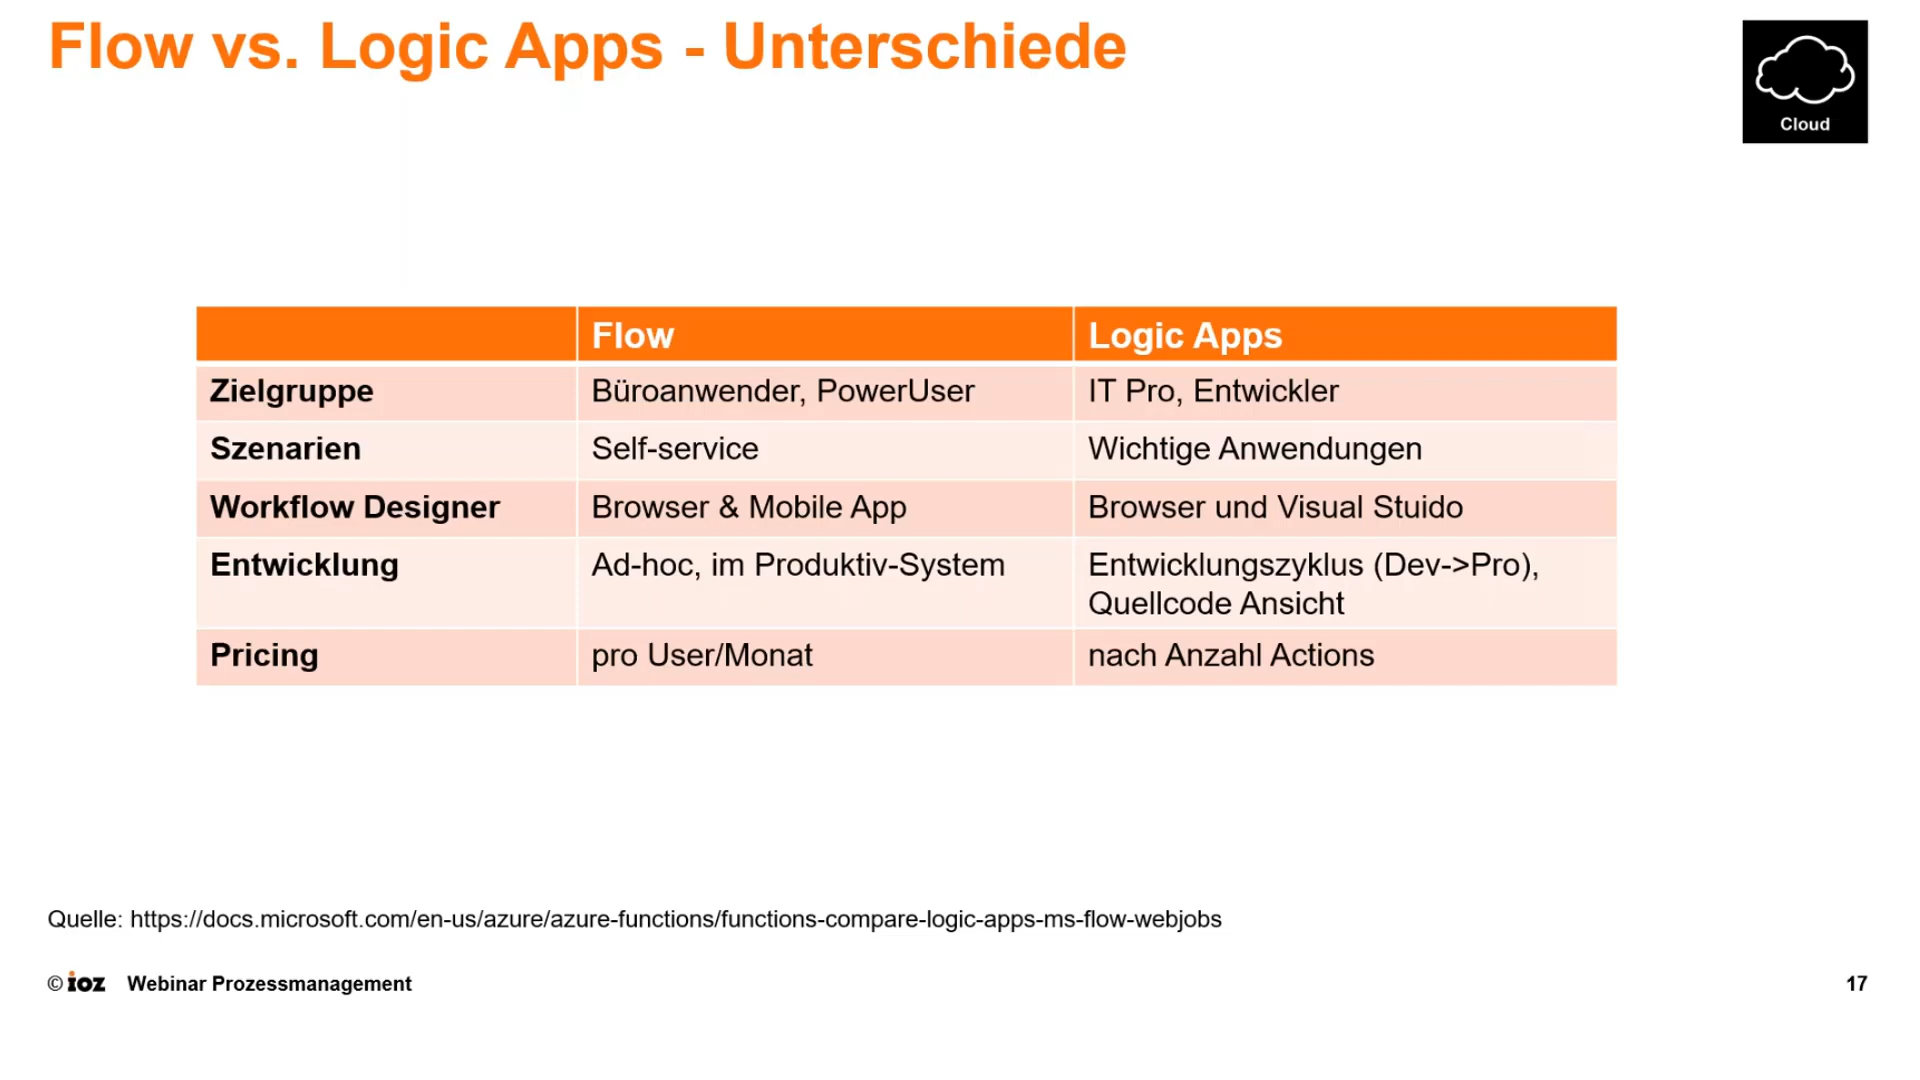 Flow vs. Logic Apps - Unterschiede
Cloud
Flow Logic Apps
Zielgruppe Büroanwender, PowerUser IT Pro, Entwickler
Szenarien Self-service Wichtige Anwendungen
Workflow Designer Browser & Mobile App Browser und Visual Stuido
Entwicklung Ad-hoc, im Produktiv-System Entwicklungszyklus (Dev->Pro),
Quellcode Ansicht
Pricing pro User/Monat nach Anzahl Actions
Quelle: https://docs.microsoft.com/en-us/azure/azure-functions/functions-compare-logic-apps-ms-flow-webjobs
© ioz Webinar Prozessmanagement 17